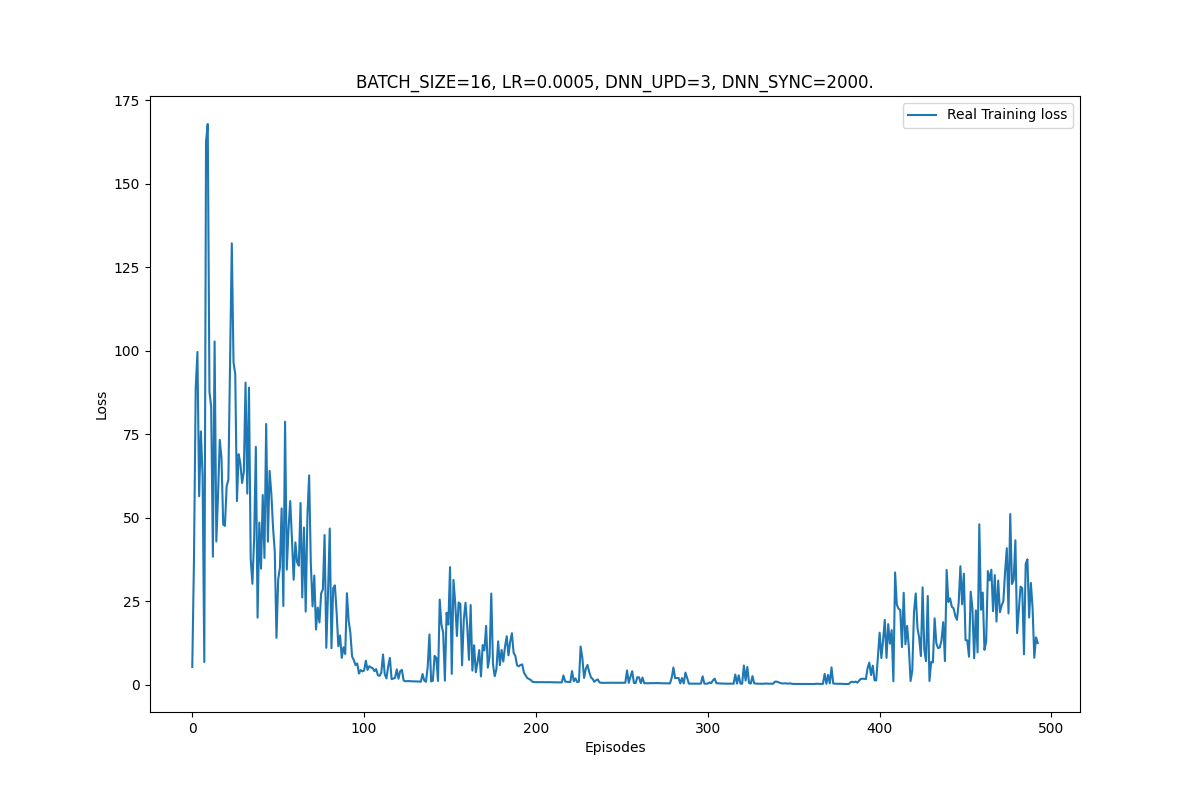 BATCH_SIZE=16, LR=0.0005, DNN_UPD=3, DNN_SYNC=2000.
Real Training loss
175
150
125
100
75
50
25
0
Loss
0 100 200 300 400 500
Episodes